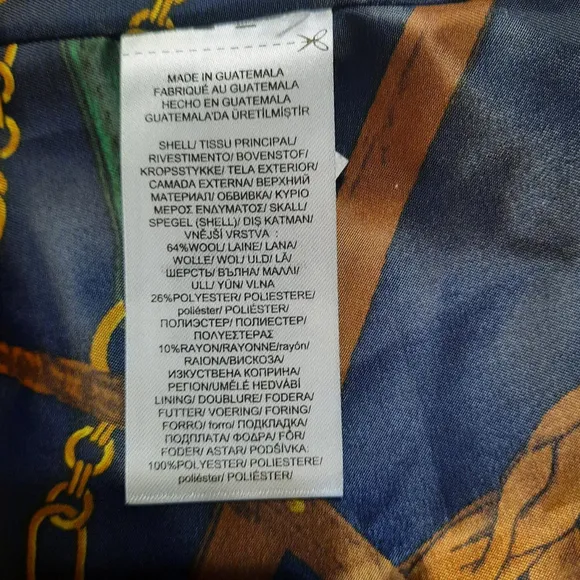 MADE IN GUATEMALA
FABRIQUÉ AU GUATEMALA
HECHO EN GUATEMALA
GUATEMALA'DA ÜRETİLMİŞTİR
SHELL/ TISSU PRINCIPAL/
RIVESTIMENTO/ BOVENSTOF/
KROPSSTYKKE/ TELA EXTERIOR/
CAMADA EXTERNA/ ВЕРХНИЙ
МАТЕРИАЛ/ ОБВИВКА/ ΚΥΡΙΟ
ΜΕΡΟΣ ΕΝΔΥΜΑΤΟΣ/ SKALL/
SPEGEL (SHELL)/ DIŞ KATMAN/
VNĚJŠÍ VRSTVA :
64%WOOL/ LAINE/ LANA/
WOLLE/ WOL/ ULD/ LÃ/
ШЕРСТЬ/ ВЪЛНА/ ΜΑΛΛΙ/
ULL/ YÜN/ VLNA
26%POLYESTER/ POLIESTERE/
poliéster/ POLIÉSTER/
ПОЛИЭСТЕР/ ПОЛИЕСТЕР/
ΠΟΛΥΕΣΤΕΡΑΣ
10%RAYON/RAYONNE/rayón/
RAIONA/ВИСКОЗА/
ИЗКУСТВЕНА КОПРИНА/
ΡΕΓΙΟΝ/UMĚLÉ HEDVÁBÍ
LINING/ DOUBLURE/ FODERA/
FUTTER/ VOERING/ FORING/
FORRO/ forro/ ПОДКЛАДКА/
ПОДПЛАТА/ ΦΟΔΡΑ/ FÖR/
FODER/ ASTAR/ PODŠÍVKA:
100%POLYESTER/ POLIESTERE/
poliéster/ POLIÉSTER/